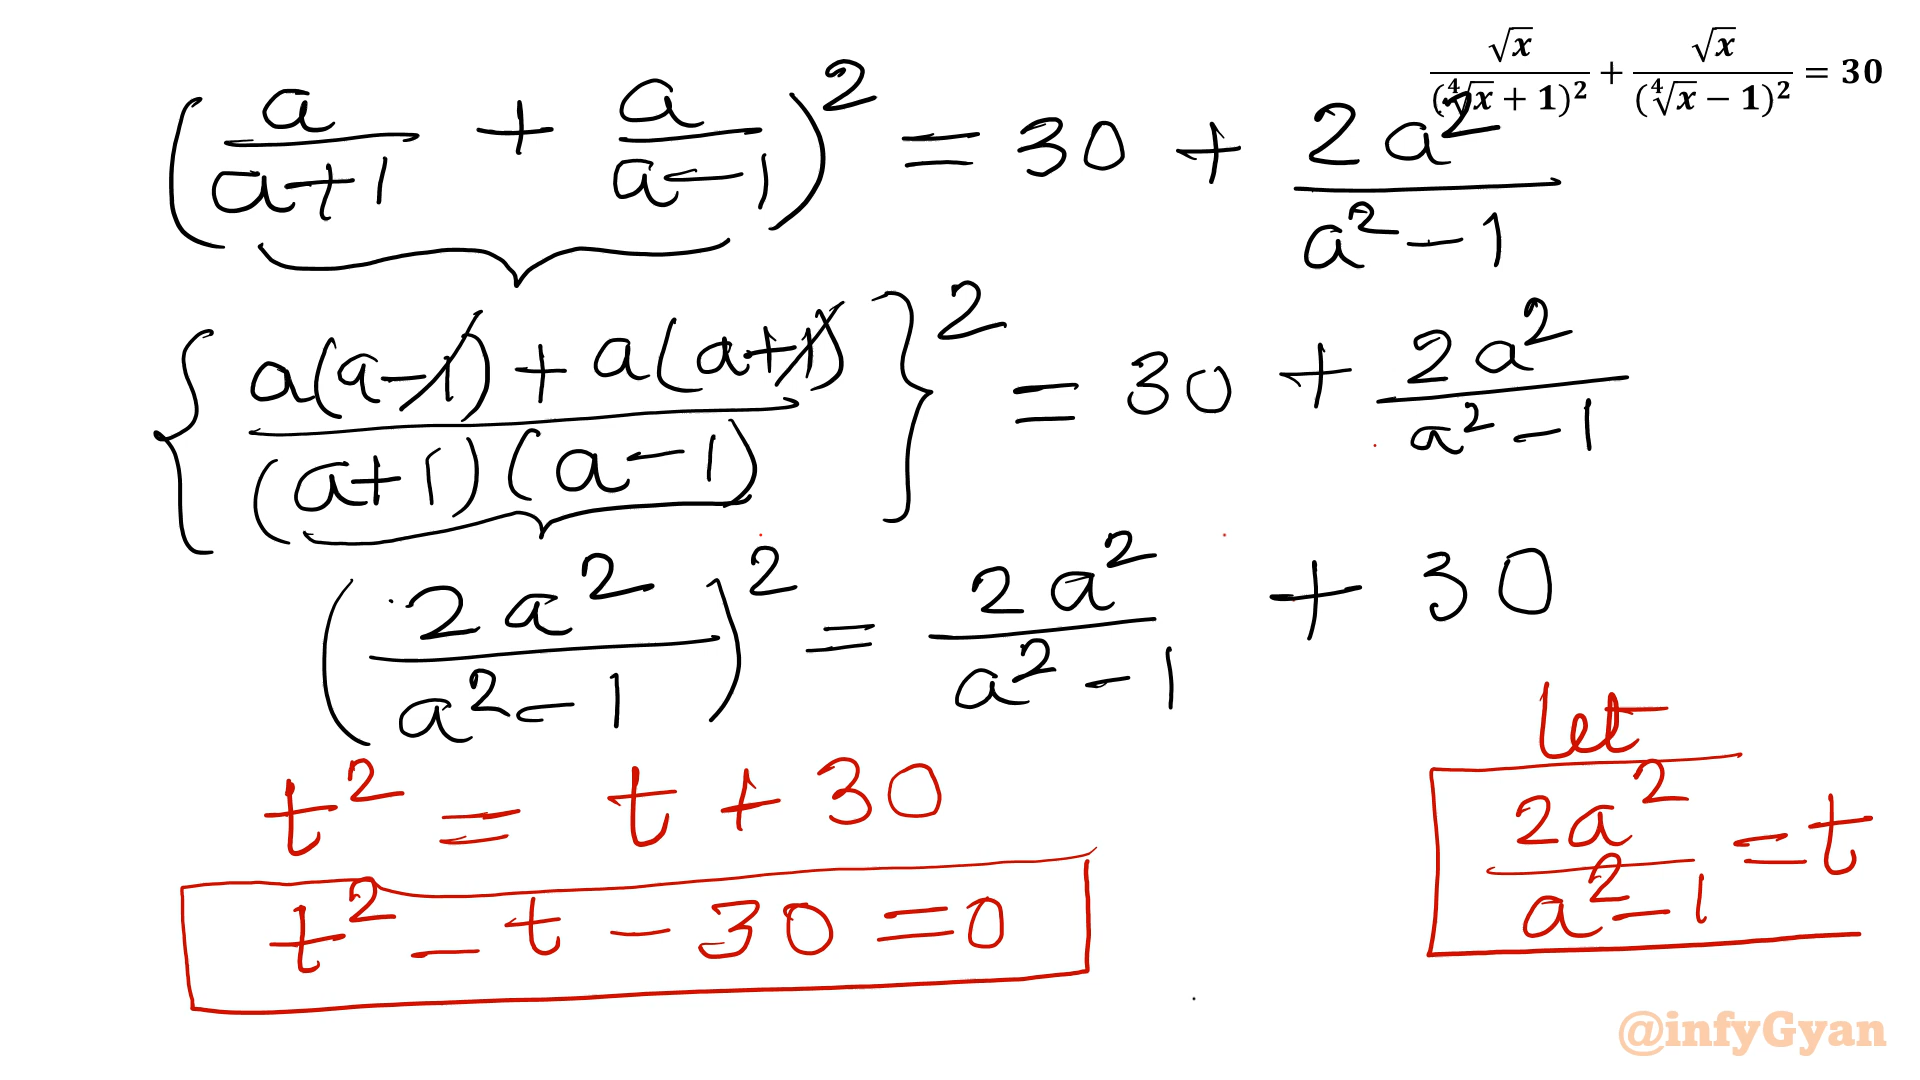 √x/(∜x + 1)² + √x/(∜x − 1)² = 30
(a/(a+1) + a/(a−1))² = 30 + 2a²/(a²−1)
{(a(a−1) + a(a+1))/((a+1)(a−1))}² = 30 + 2a²/(a²−1)
(2a²/(a²−1))² = 2a²/(a²−1) + 30
let
2a²/(a²−1) = t
t² = t + 30
t² − t − 30 = 0
@infyGyan